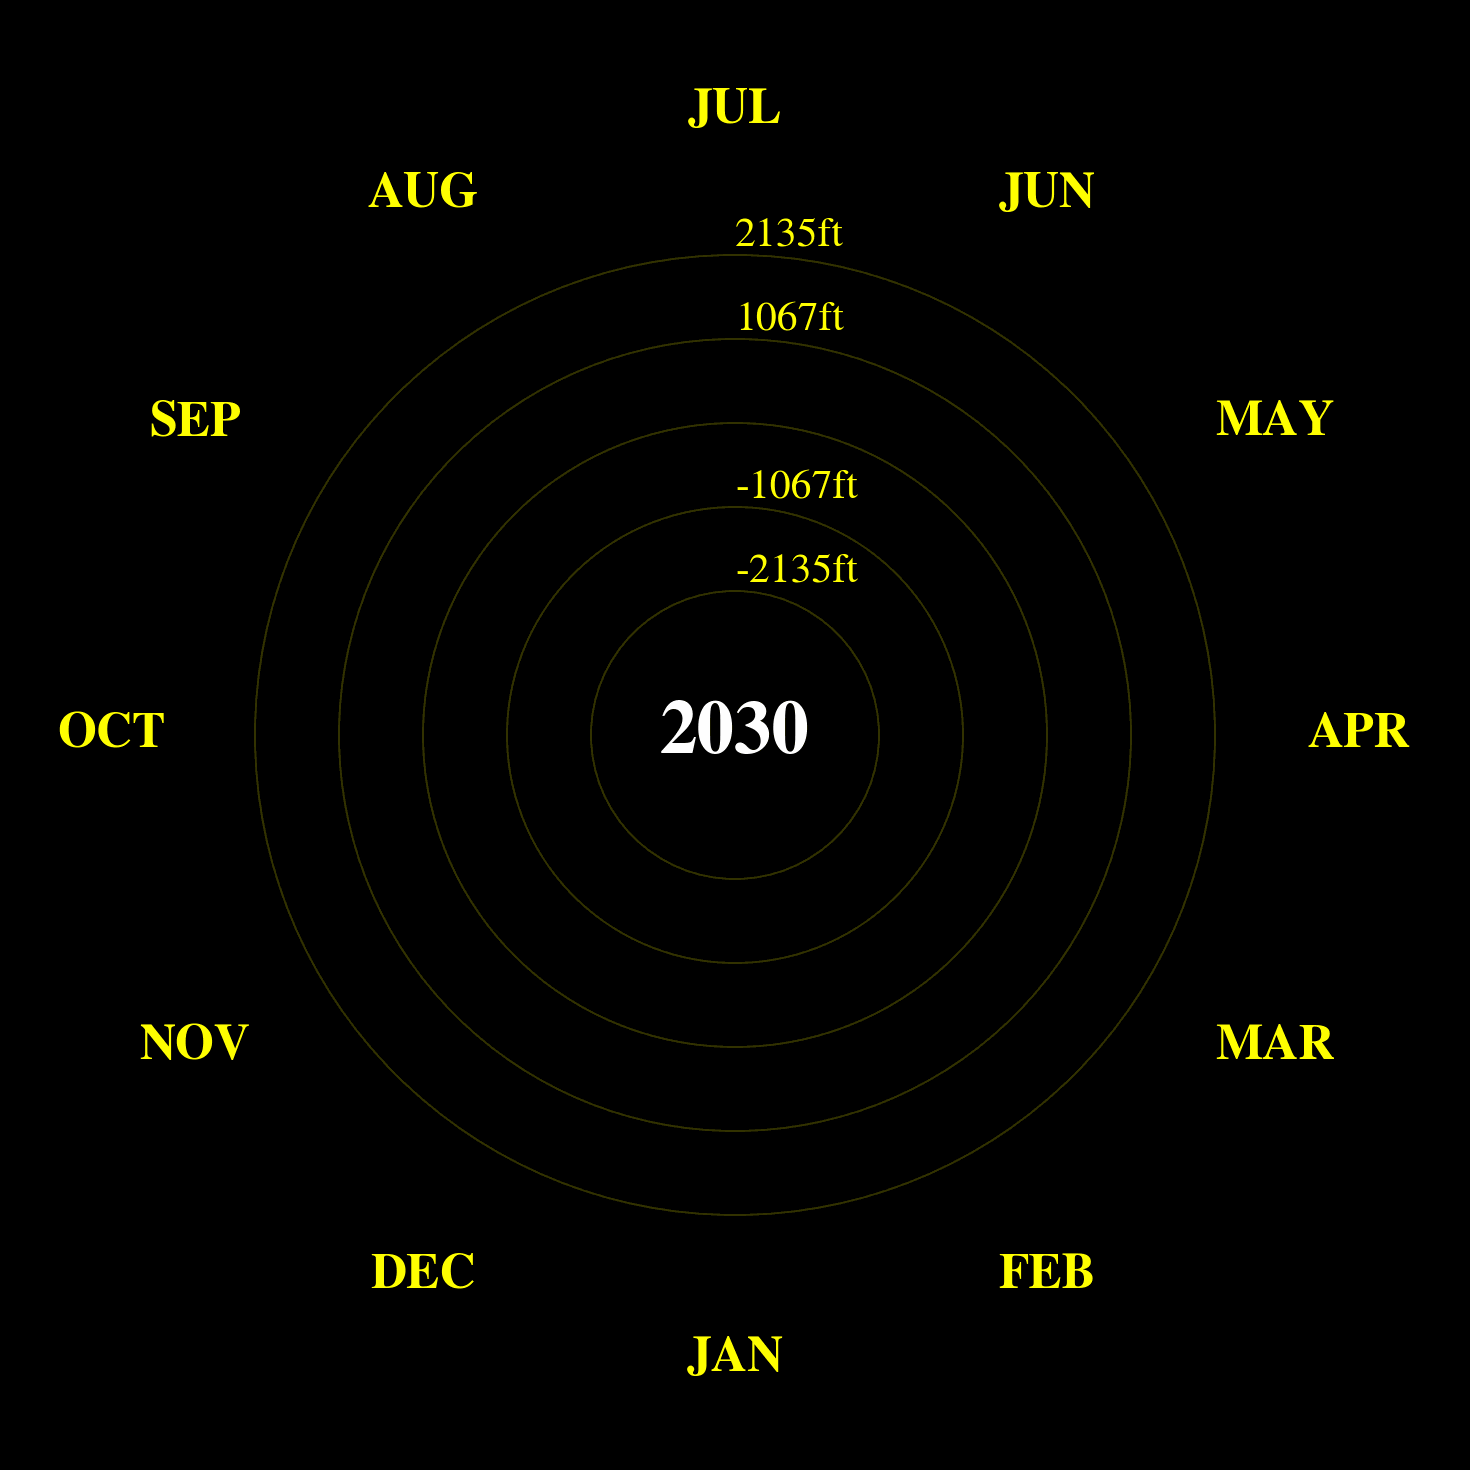 JUL
AUG
JUN
2135ft
1067ft
SEP
MAY
-1067ft
-2135ft
OCT
2030
APR
NOV
MAR
DEC
FEB
JAN